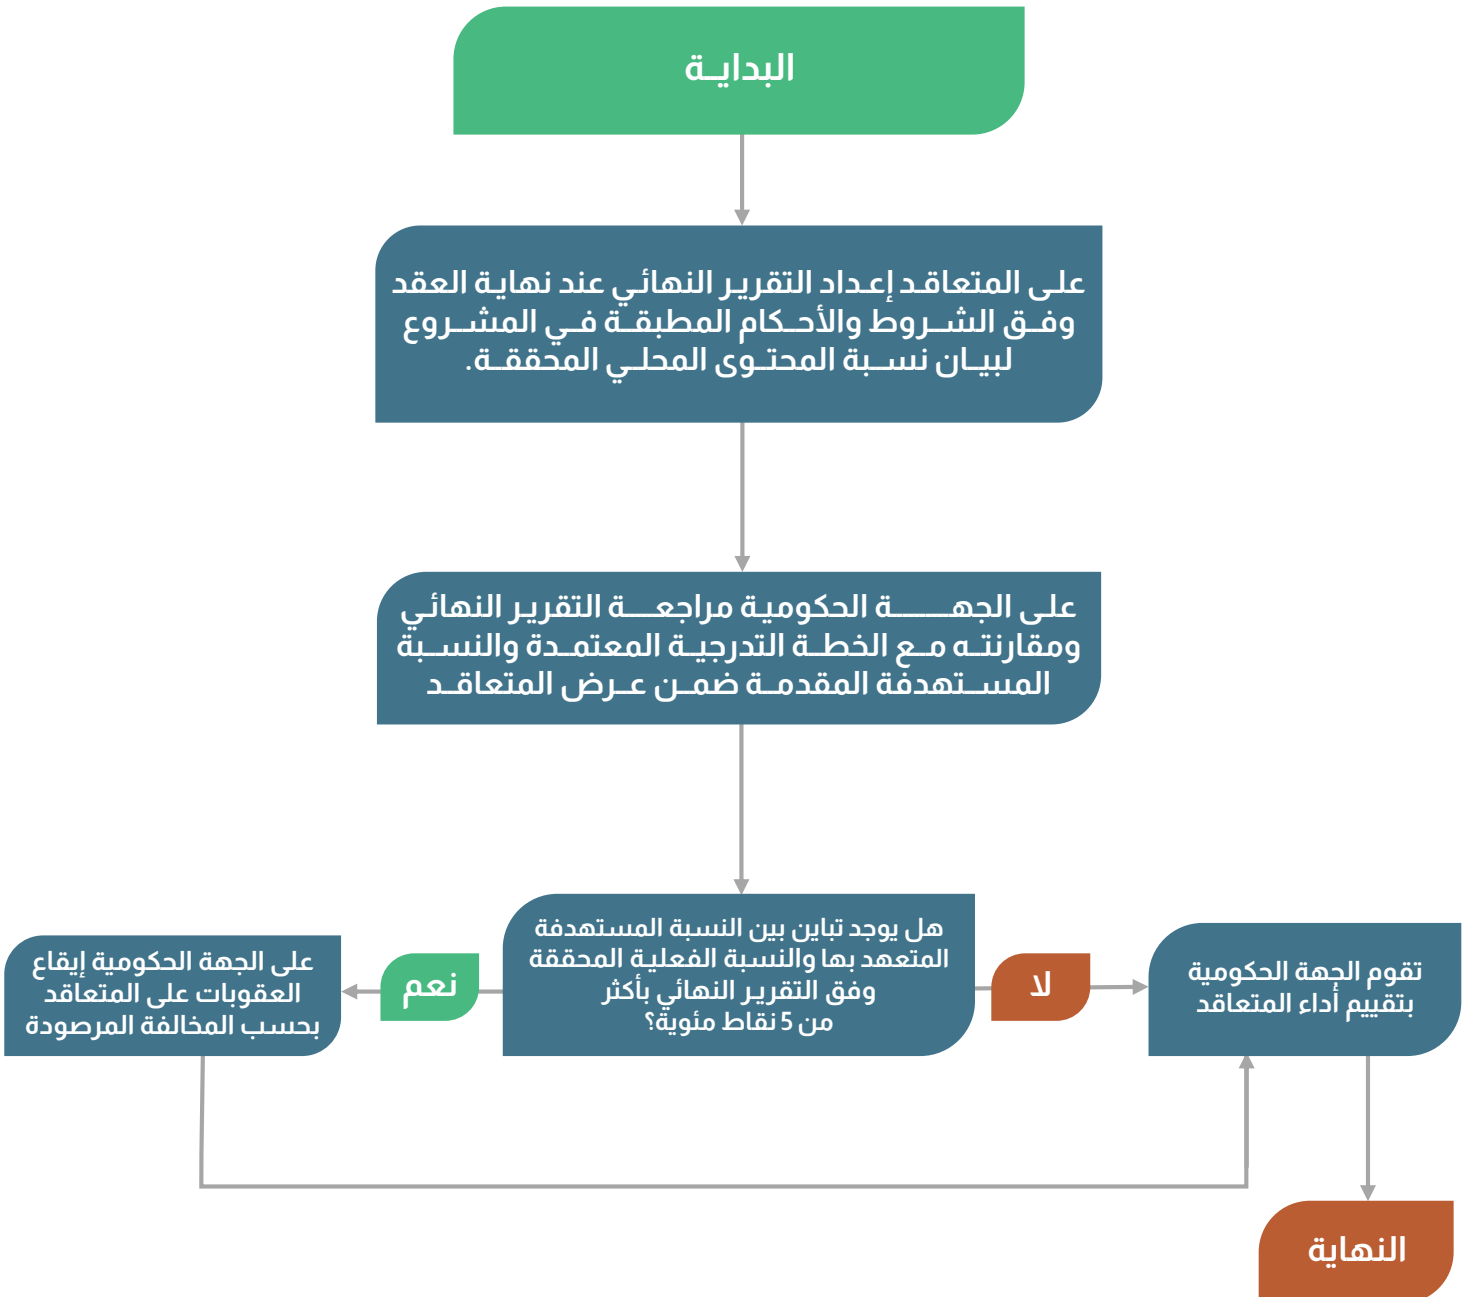 البداية
على المتعاقد إعداد التقرير النهائي عند نهاية العقد
وفق الشروط والأحكام المطبقة في المشروع
لبيان نسبة المحتوى المحلي المحققة.
على الجهة الحكومية مراجعة التقرير النهائي
ومقارنته مع الخطة التدرجية المعتمدة والنسبة
المستهدفة المقدمة ضمن عرض المتعاقد
هل يوجد تباين بين النسبة المستهدفة
المتعهد بها والنسبة الفعلية المحققة
وفق التقرير النهائي بأكثر
من 5 نقاط مئوية؟
لا
تقوم الجهة الحكومية
بتقييم أداء المتعاقد
نعم
على الجهة الحكومية إيقاع
العقوبات على المتعاقد
بحسب المخالفة المرصودة
النهاية